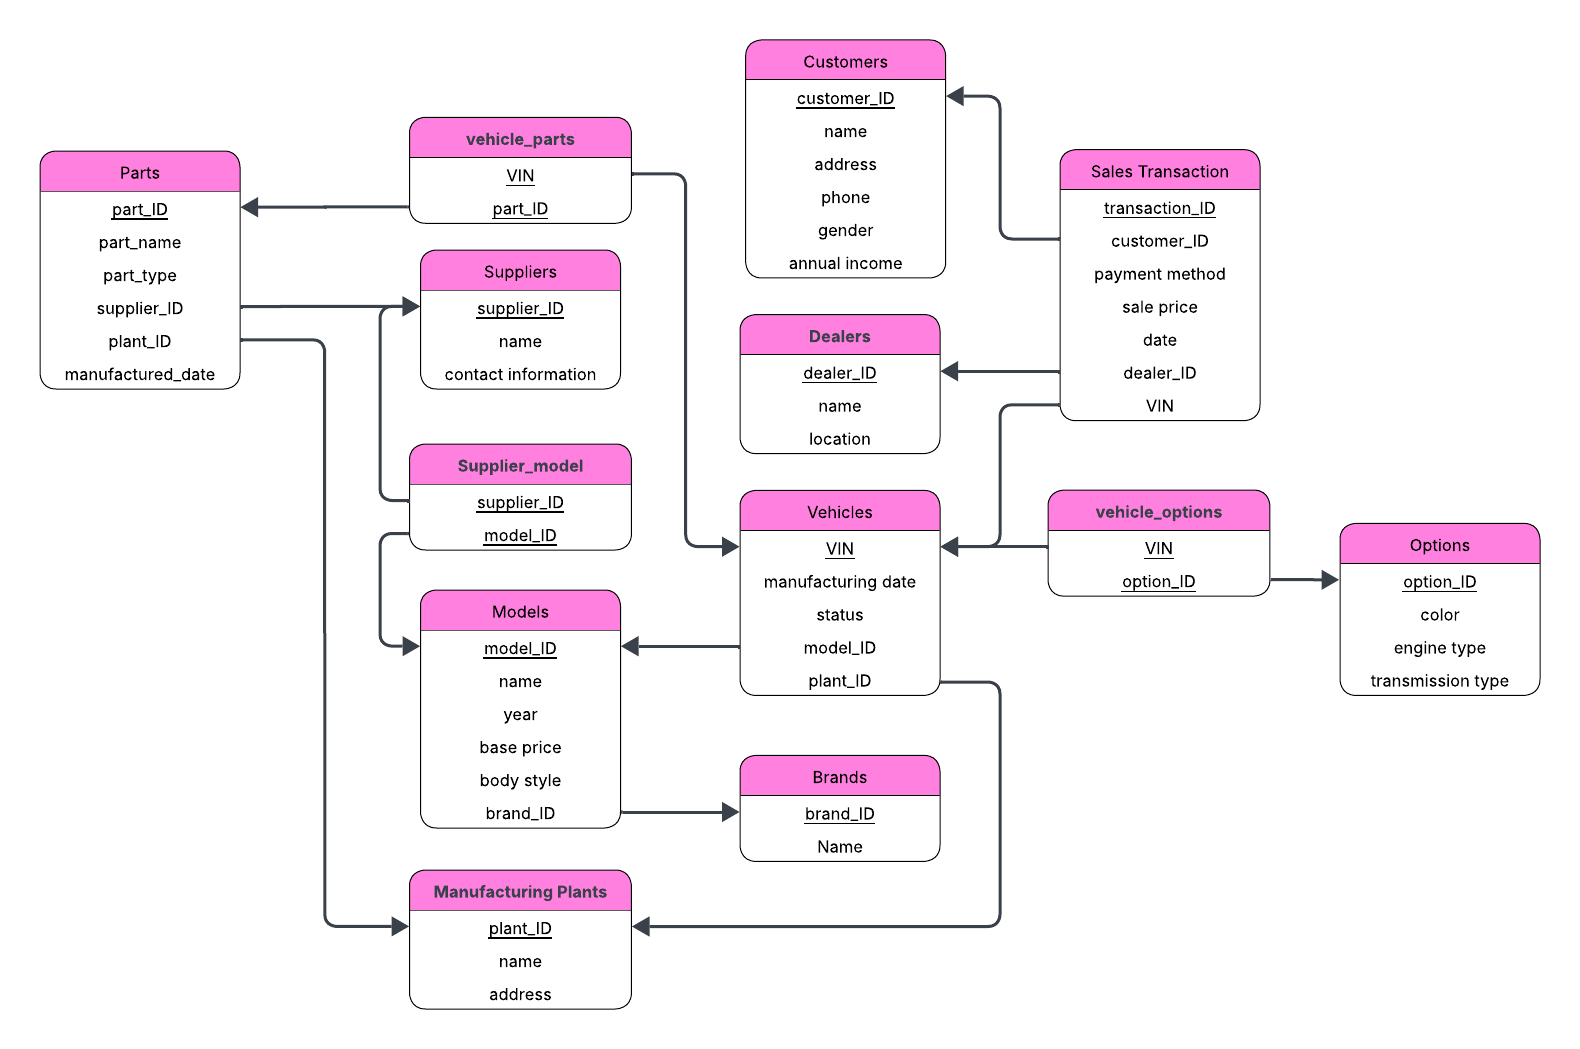 Customers
customer_ID
name
address
phone
gender
annual income
vehicle_parts
VIN
part_ID
Parts
part_ID
part_name
part_type
supplier_ID
plant_ID
manufactured_date
Sales Transaction
transaction_ID
customer_ID
payment method
sale price
date
dealer_ID
VIN
Suppliers
supplier_ID
name
contact information
Dealers
dealer_ID
name
location
Supplier_model
supplier_ID
model_ID
Vehicles
VIN
manufacturing date
status
model_ID
plant_ID
vehicle_options
VIN
option_ID
Options
option_ID
color
engine type
transmission type
Models
model_ID
name
year
base price
body style
brand_ID
Brands
brand_ID
Name
Manufacturing Plants
plant_ID
name
address